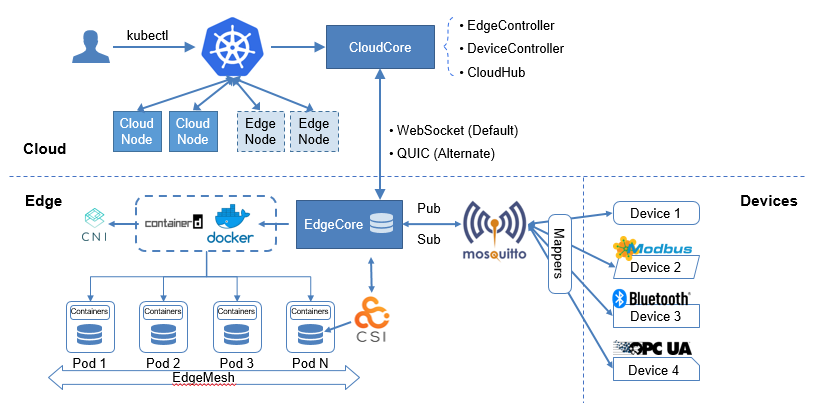 kubectl
CloudCore
• EdgeController
• DeviceController
• CloudHub
Cloud
Node
Cloud
Node
Edge
Node
Edge
Node
• WebSocket (Default)
• QUIC (Alternate)
Cloud
Edge
Devices
CNI
containerd
docker
EdgeCore
Pub
Sub
mosquitto
Mappers
Device 1
Modbus
Device 2
Bluetooth®
Device 3
OPC UA
Device 4
Containers
Containers
Containers
Containers
CSI
Pod 1
Pod 2
Pod 3
Pod N
EdgeMesh